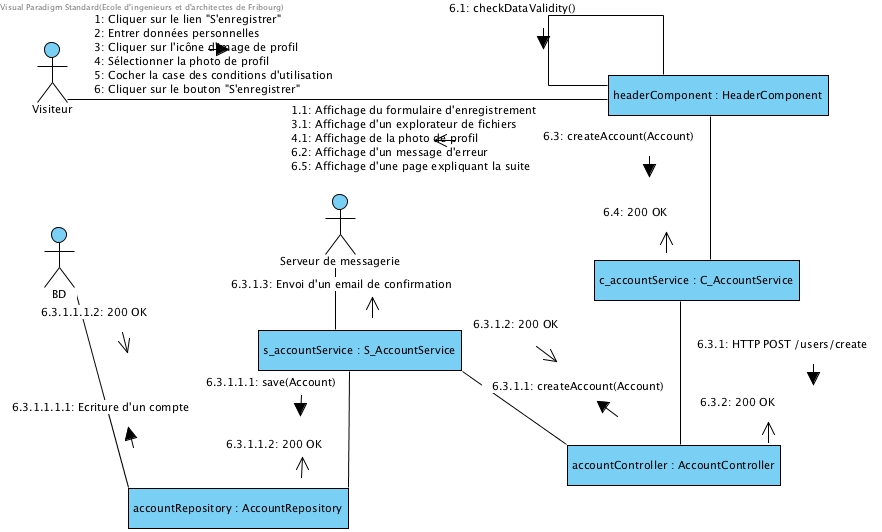 Visual Paradigm Standard(Ecole d'ingenieurs et d'architectes de Fribourg)
1: Cliquer sur le lien "S'enregistrer"
2: Entrer données personnelles
3: Cliquer sur l'icône d'image de profil
4: Sélectionner la photo de profil
5: Cocher la case des conditions d'utilisation
6: Cliquer sur le bouton "S'enregistrer"
6.1: checkDataValidity()
Visiteur
headerComponent : HeaderComponent
1.1: Affichage du formulaire d'enregistrement
3.1: Affichage d'un explorateur de fichiers
4.1: Affichage de la photo de profil
6.2: Affichage d'un message d'erreur
6.5: Affichage d'une page expliquant la suite
6.3: createAccount(Account)
6.4: 200 OK
Serveur de messagerie
6.3.1.3: Envoi d'un email de confirmation
c_accountService : C_AccountService
BD
6.3.1.1.1.2: 200 OK
6.3.1.2: 200 OK
s_accountService : S_AccountService
6.3.1: HTTP POST /users/create
6.3.1.1.1: save(Account)
6.3.1.1: createAccount(Account)
6.3.1.1.1.1: Ecriture d'un compte
6.3.2: 200 OK
6.3.1.1.2: 200 OK
accountController : AccountController
accountRepository : AccountRepository